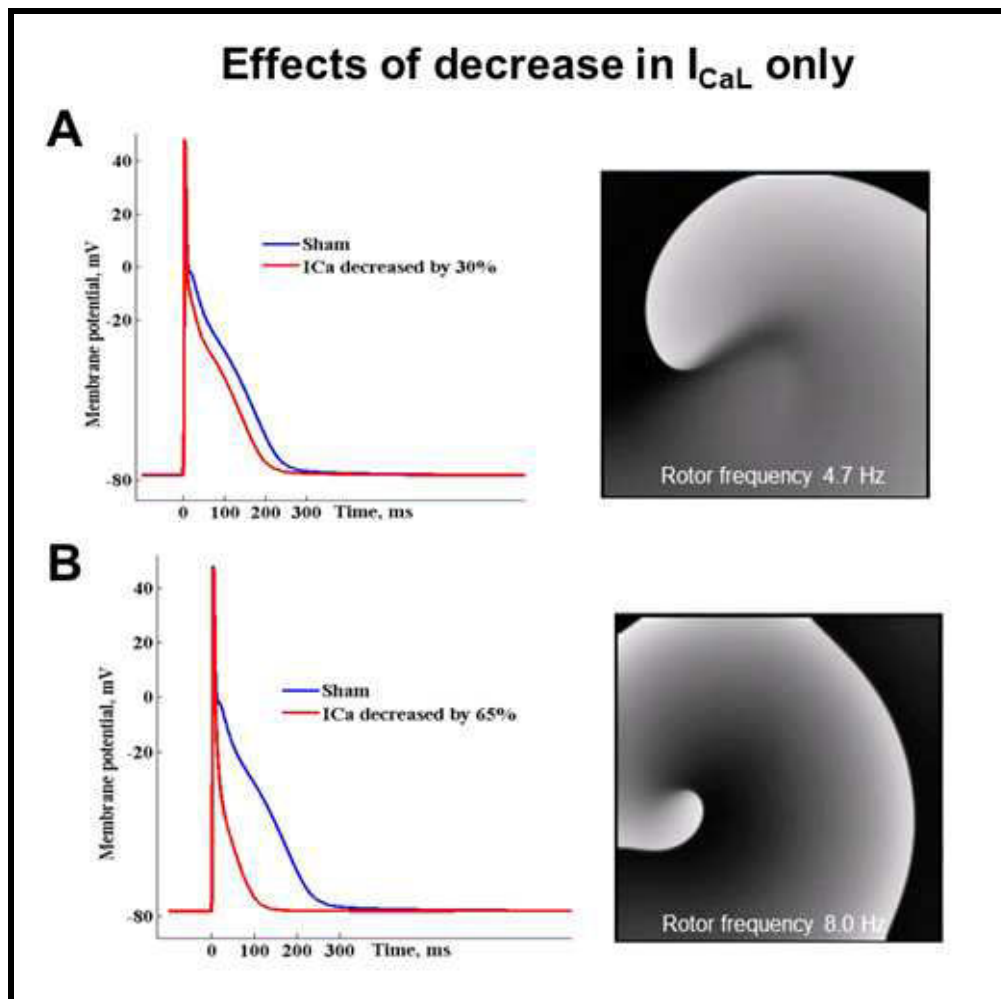 Effects of decrease in ICaL only
A
Membrane potential, mV
40
20
0
-20
-80
Sham
ICa decreased by 30%
0 100 200 300 Time, ms
Rotor frequency 4.7 Hz
B
Membrane potential, mV
40
20
0
-20
-80
Sham
ICa decreased by 65%
0 100 200 300 Time, ms
Rotor frequency 8.0 Hz